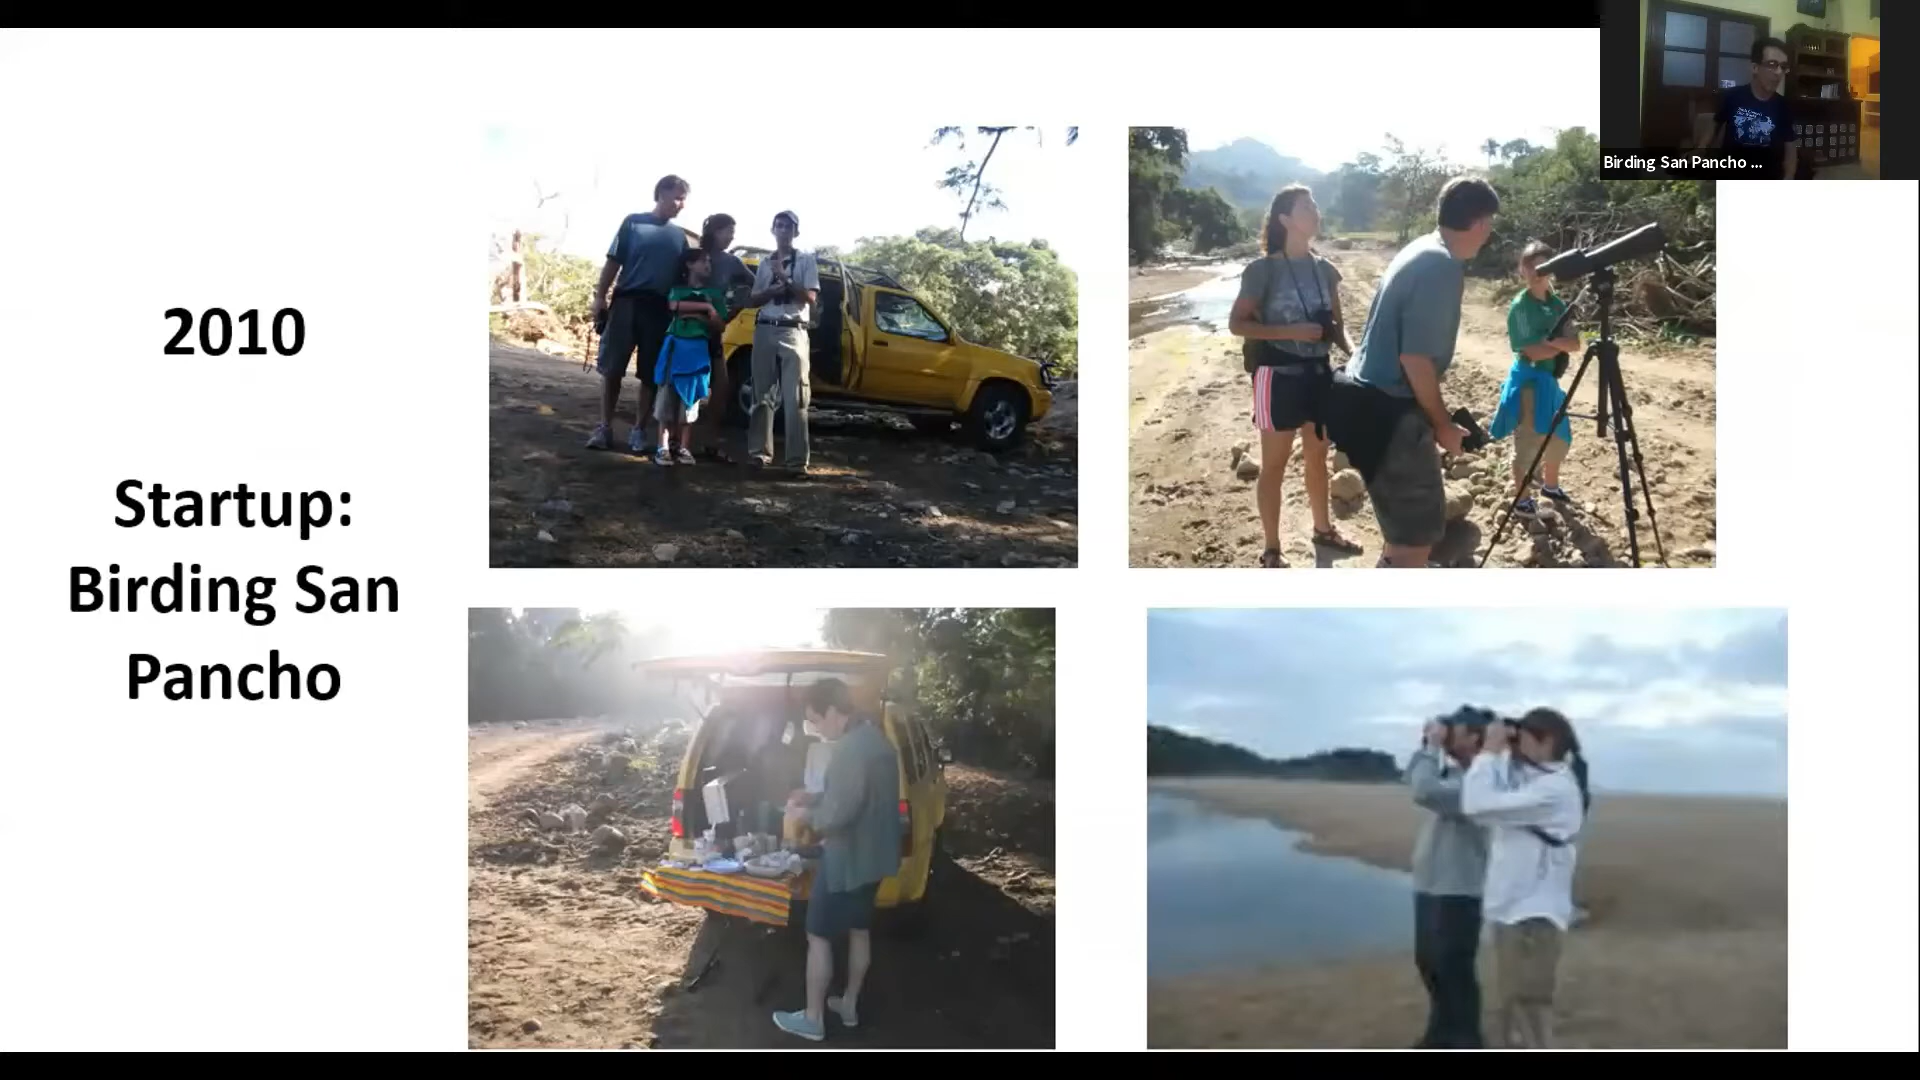 2010
Startup:
Birding San
Pancho
Birding San Pancho ...